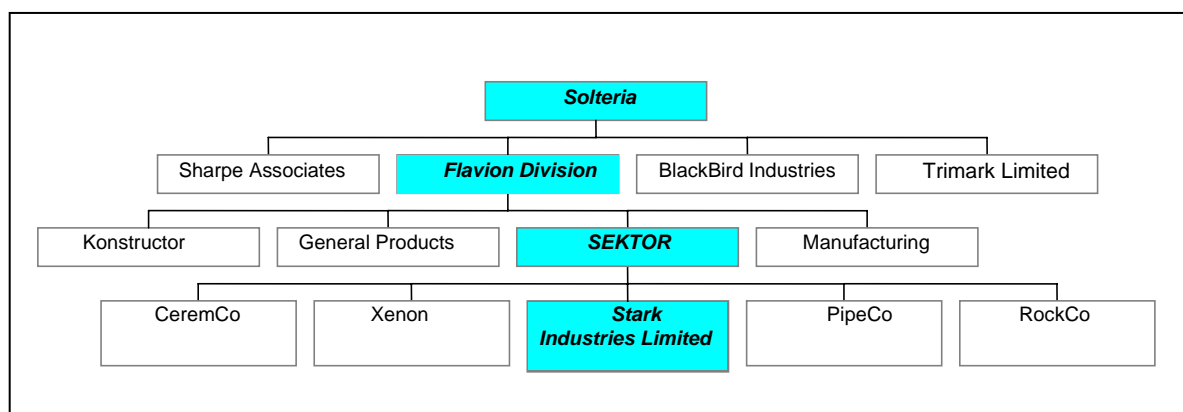 Solteria
Sharpe Associates
Flavion Division
BlackBird Industries
Trimark Limited
Konstructor
General Products
SEKTOR
Manufacturing
CeremCo
Xenon
Stark
Industries Limited
PipeCo
RockCo